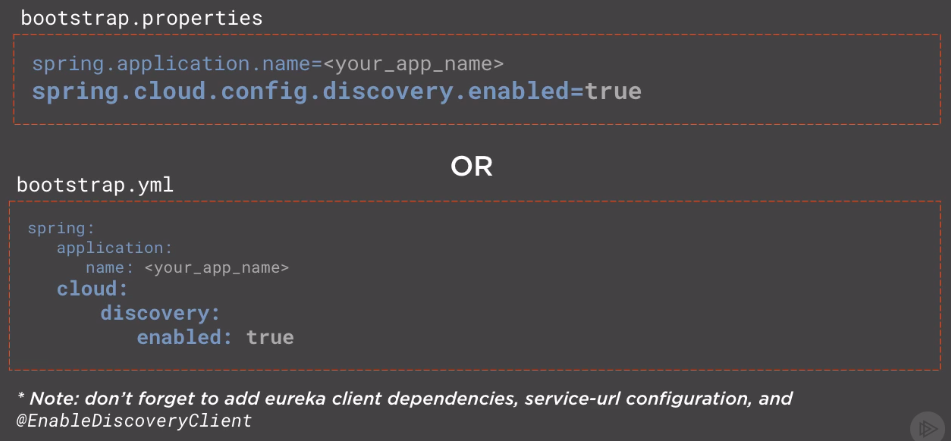 bootstrap.properties
spring.application.name=<your_app_name>
spring.cloud.config.discovery.enabled=true
OR
bootstrap.yml
spring:
application:
name: <your_app_name>
cloud:
discovery:
enabled: true
* Note: don't forget to add eureka client dependencies, service-url configuration, and
@EnableDiscoveryClient